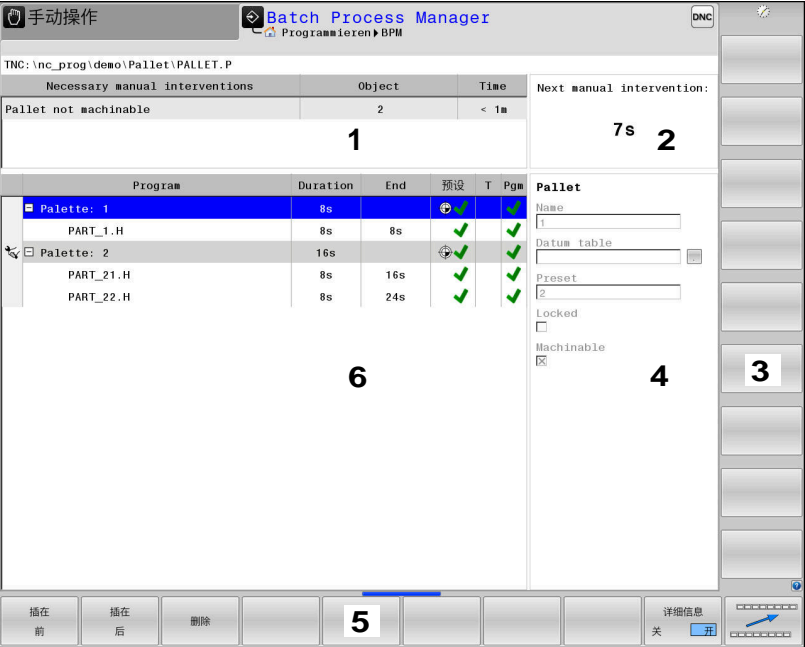 手动操作
Batch Process Manager
Programmieren▶BPM
DNC
TNC:\nc_prog\demo\Pallet\PALLET.P
Necessary manual interventions Object Time
Pallet not machinable 2 < 1m
1
Next manual intervention:
7s
2
Program Duration End 预设 T Pgm
Palette: 1 8s
PART_1.H 8s 8s
Palette: 2 16s
PART_21.H 8s 16s
PART_22.H 8s 24s
6
Pallet
Name
1
Datum table
Preset
2
Locked
Machinable
4
3
插在 前
插在 后
删除
5
详细信息
关 开